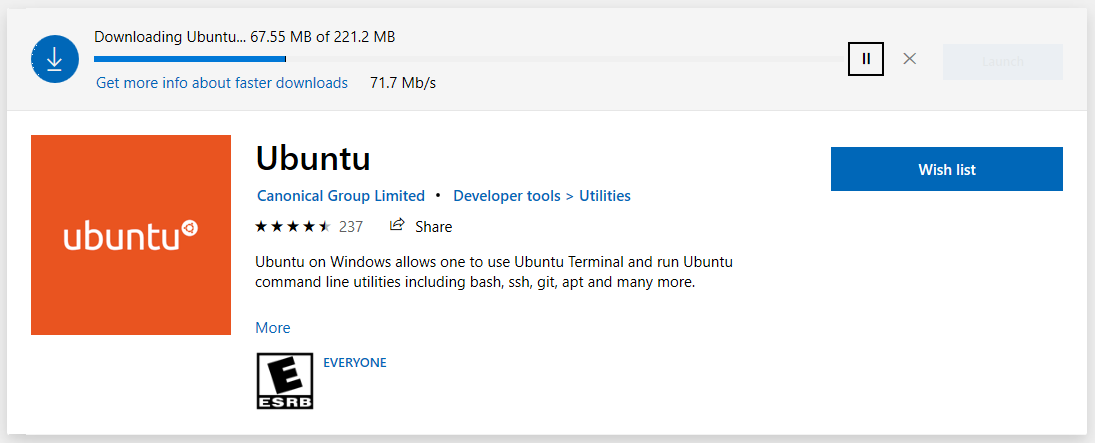 Downloading Ubuntu... 67.55 MB of 221.2 MB
Get more info about faster downloads 71.7 Mb/s
Launch
ubuntu
Ubuntu
Canonical Group Limited • Developer tools > Utilities
237 Share
Wish list
Ubuntu on Windows allows one to use Ubuntu Terminal and run Ubuntu
command line utilities including bash, ssh, git, apt and many more.
More
E
ESRB
EVERYONE